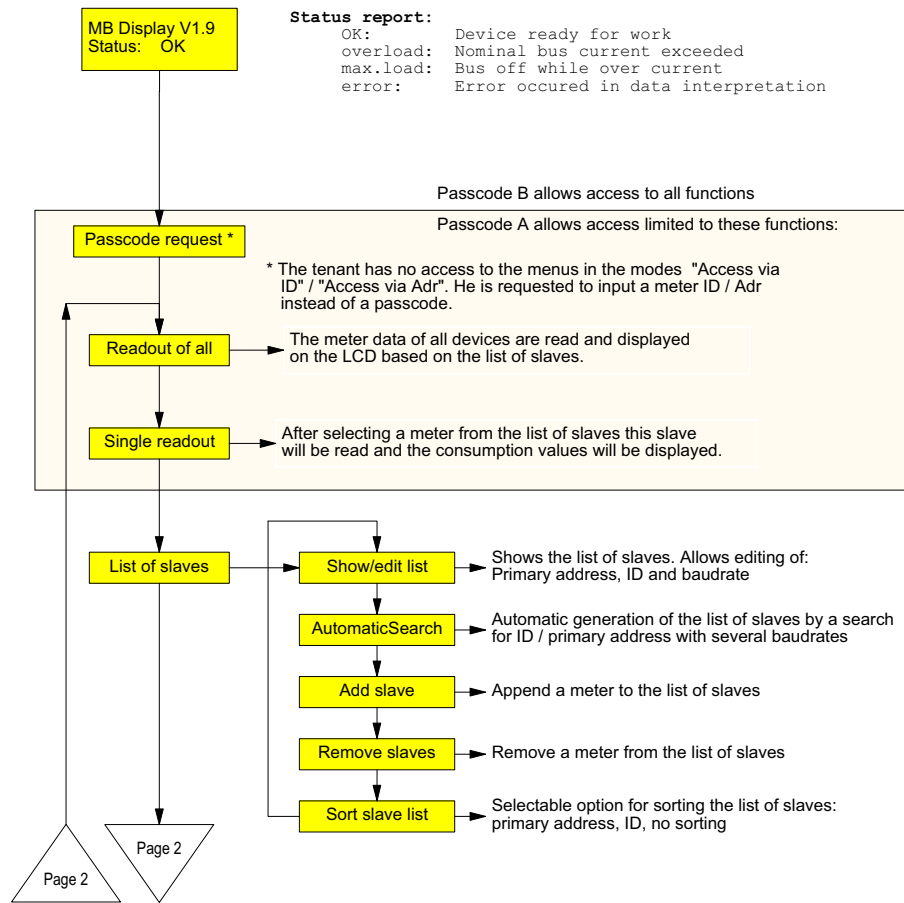 MB Display V1.9
Status: OK
Status report:
OK: Device ready for work
overload: Nominal bus current exceeded
max.load: Bus off while over current
error: Error occured in data interpretation
Passcode B allows access to all functions
Passcode A allows access limited to these functions:
Passcode request *
* The tenant has no access to the menus in the modes "Access via
ID" / "Access via Adr". He is requested to input a meter ID / Adr
instead of a passcode.
Readout of all
The meter data of all devices are read and displayed
on the LCD based on the list of slaves.
Single readout
After selecting a meter from the list of slaves this slave
will be read and the consumption values will be displayed.
List of slaves
Show/edit list
Shows the list of slaves. Allows editing of:
Primary address, ID and baudrate
AutomaticSearch
Automatic generation of the list of slaves by a search
for ID / primary address with several baudrates
Add slave
Append a meter to the list of slaves
Remove slaves
Remove a meter from the list of slaves
Sort slave list
Selectable option for sorting the list of slaves:
primary address, ID, no sorting
Page 2
Page 2